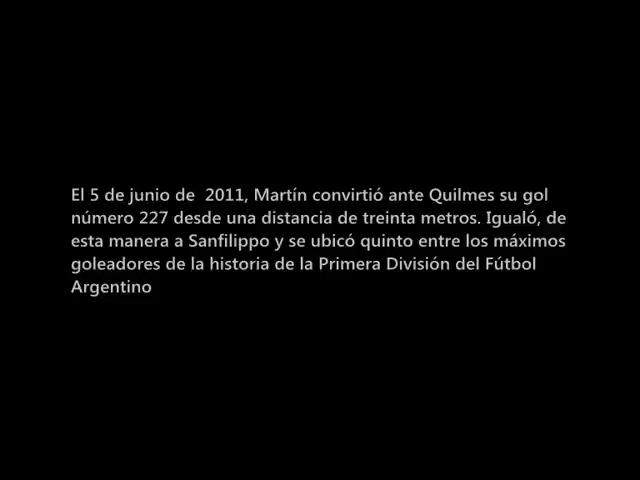 El 5 de junio de  2011, Martín convirtió ante Quilmes su gol
número 227 desde una distancia de treinta metros. Igualó, de
esta manera a Sanfilippo y se ubicó quinto entre los máximos
goleadores de la historia de la Primera División del Fútbol
Argentino